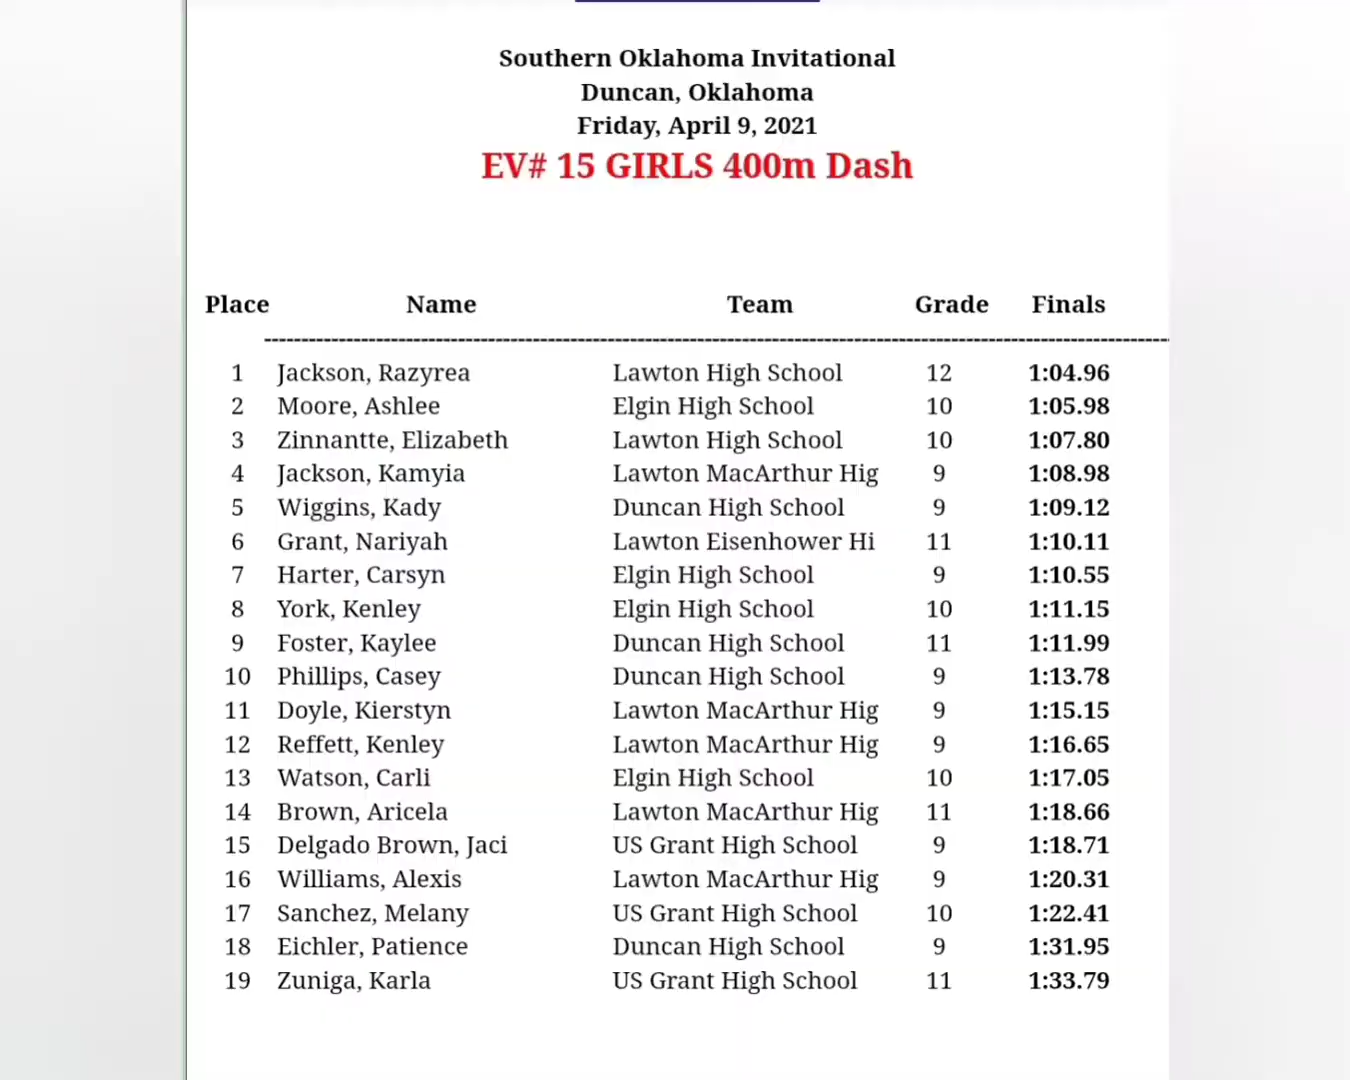 Southern Oklahoma Invitational
Duncan, Oklahoma
Friday, April 9, 2021
EV# 15 GIRLS 400m Dash
Place Name Team Grade Finals
1 Jackson, Razyrea Lawton High School 12 1:04.96
2 Moore, Ashlee Elgin High School 10 1:05.98
3 Zinnantte, Elizabeth Lawton High School 10 1:07.80
4 Jackson, Kamyia Lawton MacArthur Hig 9 1:08.98
5 Wiggins, Kady Duncan High School 9 1:09.12
6 Grant, Nariyah Lawton Eisenhower Hi 11 1:10.11
7 Harter, Carsyn Elgin High School 9 1:10.55
8 York, Kenley Elgin High School 10 1:11.15
9 Foster, Kaylee Duncan High School 11 1:11.99
10 Phillips, Casey Duncan High School 9 1:13.78
11 Doyle, Kierstyn Lawton MacArthur Hig 9 1:15.15
12 Reffett, Kenley Lawton MacArthur Hig 9 1:16.65
13 Watson, Carli Elgin High School 10 1:17.05
14 Brown, Aricela Lawton MacArthur Hig 11 1:18.66
15 Delgado Brown, Jaci US Grant High School 9 1:18.71
16 Williams, Alexis Lawton MacArthur Hig 9 1:20.31
17 Sanchez, Melany US Grant High School 10 1:22.41
18 Eichler, Patience Duncan High School 9 1:31.95
19 Zuniga, Karla US Grant High School 11 1:33.79